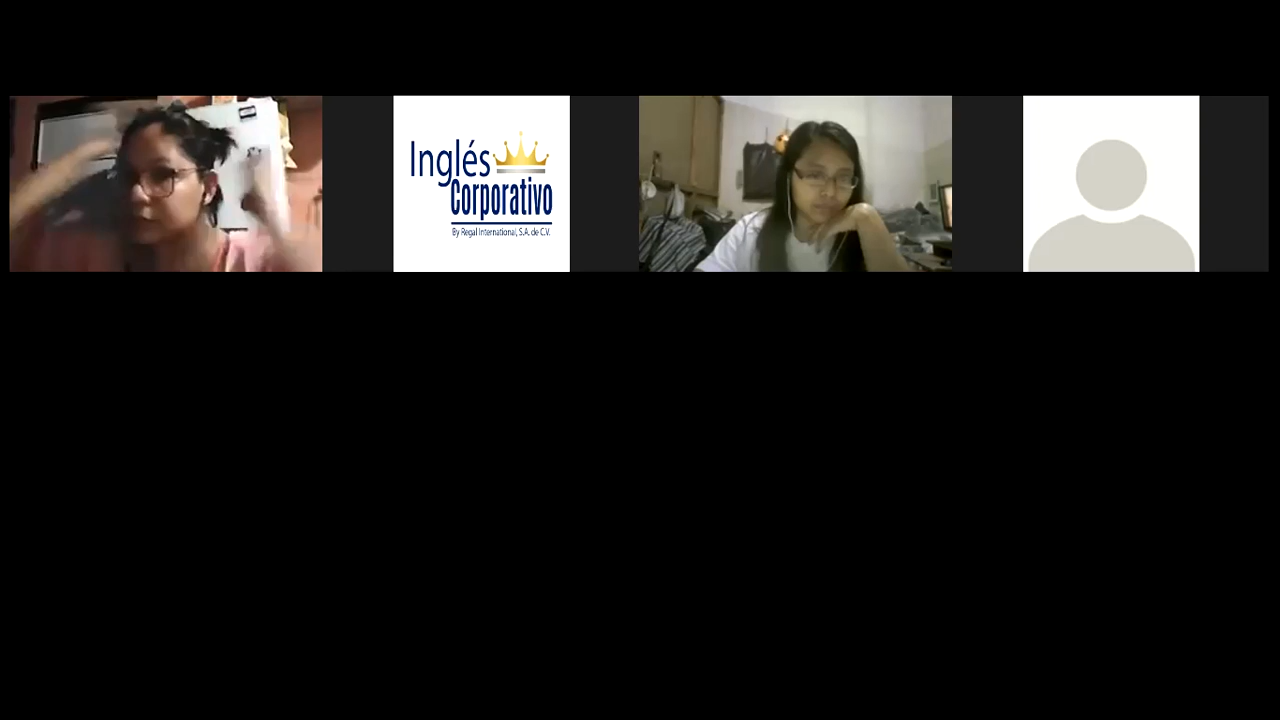 Inglés
Corporativo
By Regal International, S.A. de C.V.